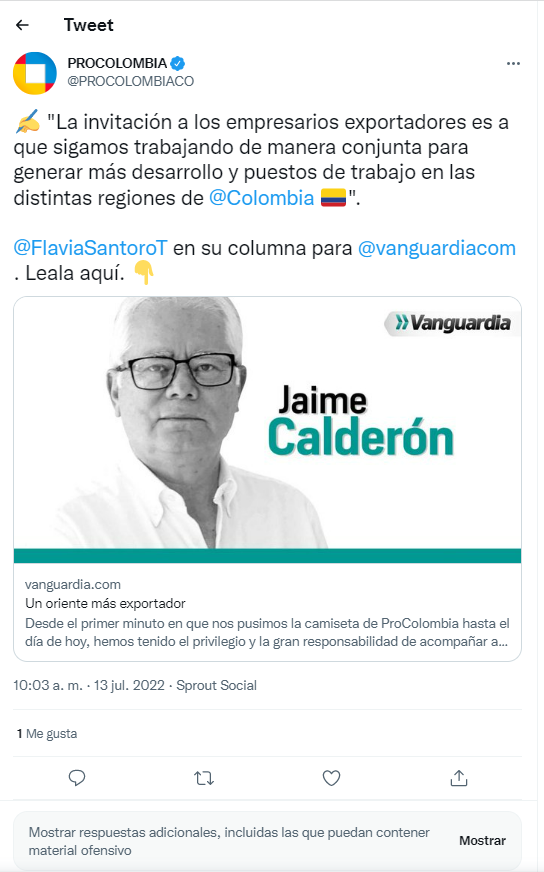 Tweet
PROCOLOMBIA
@PROCOLOMBIACO
"La invitación a los empresarios exportadores es a
que sigamos trabajando de manera conjunta para
generar más desarrollo y puestos de trabajo en las
distintas regiones de @Colombia 🇨🇴".
@FlaviaSantoroT en su columna para @vanguardiacom
. Leala aquí. 👇
Vanguardia
Jaime
Calderón
vanguardia.com
Un oriente más exportador
Desde el primer minuto en que nos pusimos la camiseta de ProColombia hasta el
día de hoy, hemos tenido el privilegio y la gran responsabilidad de acompañar a...
10:03 a. m. · 13 jul. 2022 · Sprout Social
1 Me gusta
Mostrar respuestas adicionales, incluidas las que puedan contener
material ofensivo
Mostrar